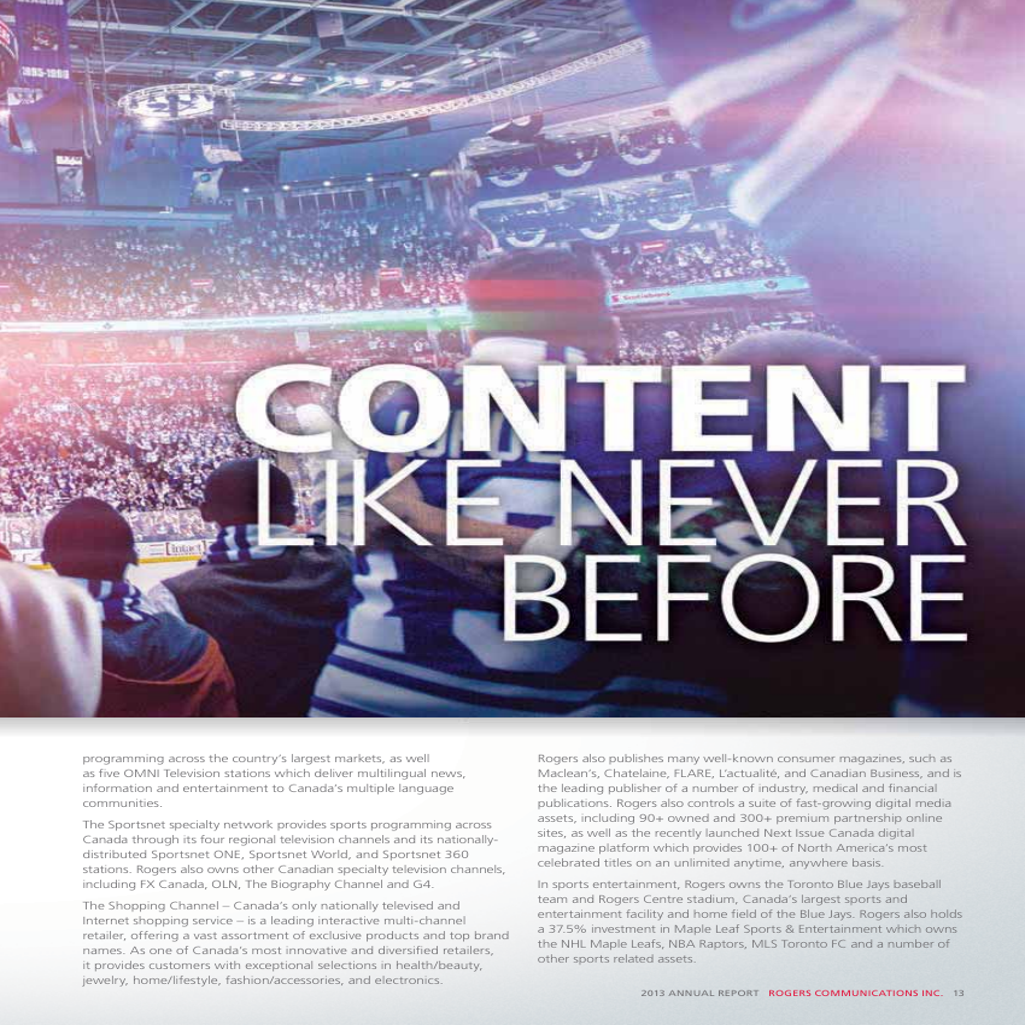 1995-1996
Scotiabank
CONTENT
LIKE NEVER
BEFORE
intact
programming across the country's largest markets, as well
as five OMNI Television stations which deliver multilingual news,
information and entertainment to Canada's multiple language
communities.
The Sportsnet specialty network provides sports programming across
Canada through its four regional television channels and its nationally-
distributed Sportsnet ONE, Sportsnet World, and Sportsnet 360
stations. Rogers also owns other Canadian specialty television channels,
including FX Canada, OLN, The Biography Channel and G4.
The Shopping Channel – Canada's only nationally televised and
Internet shopping service – is a leading interactive multi-channel
retailer, offering a vast assortment of exclusive products and top brand
names. As one of Canada's most innovative and diversified retailers,
it provides customers with exceptional selections in health/beauty,
jewelry, home/lifestyle, fashion/accessories, and electronics.
Rogers also publishes many well-known consumer magazines, such as
Maclean's, Chatelaine, FLARE, L'actualité, and Canadian Business, and is
the leading publisher of a number of industry, medical and financial
publications. Rogers also controls a suite of fast-growing digital media
assets, including 90+ owned and 300+ premium partnership online
sites, as well as the recently launched Next Issue Canada digital
magazine platform which provides 100+ of North America's most
celebrated titles on an unlimited anytime, anywhere basis.
In sports entertainment, Rogers owns the Toronto Blue Jays baseball
team and Rogers Centre stadium, Canada's largest sports and
entertainment facility and home field of the Blue Jays. Rogers also holds
a 37.5% investment in Maple Leaf Sports & Entertainment which owns
the NHL Maple Leafs, NBA Raptors, MLS Toronto FC and a number of
other sports related assets.
2013 ANNUAL REPORT ROGERS COMMUNICATIONS INC. 13